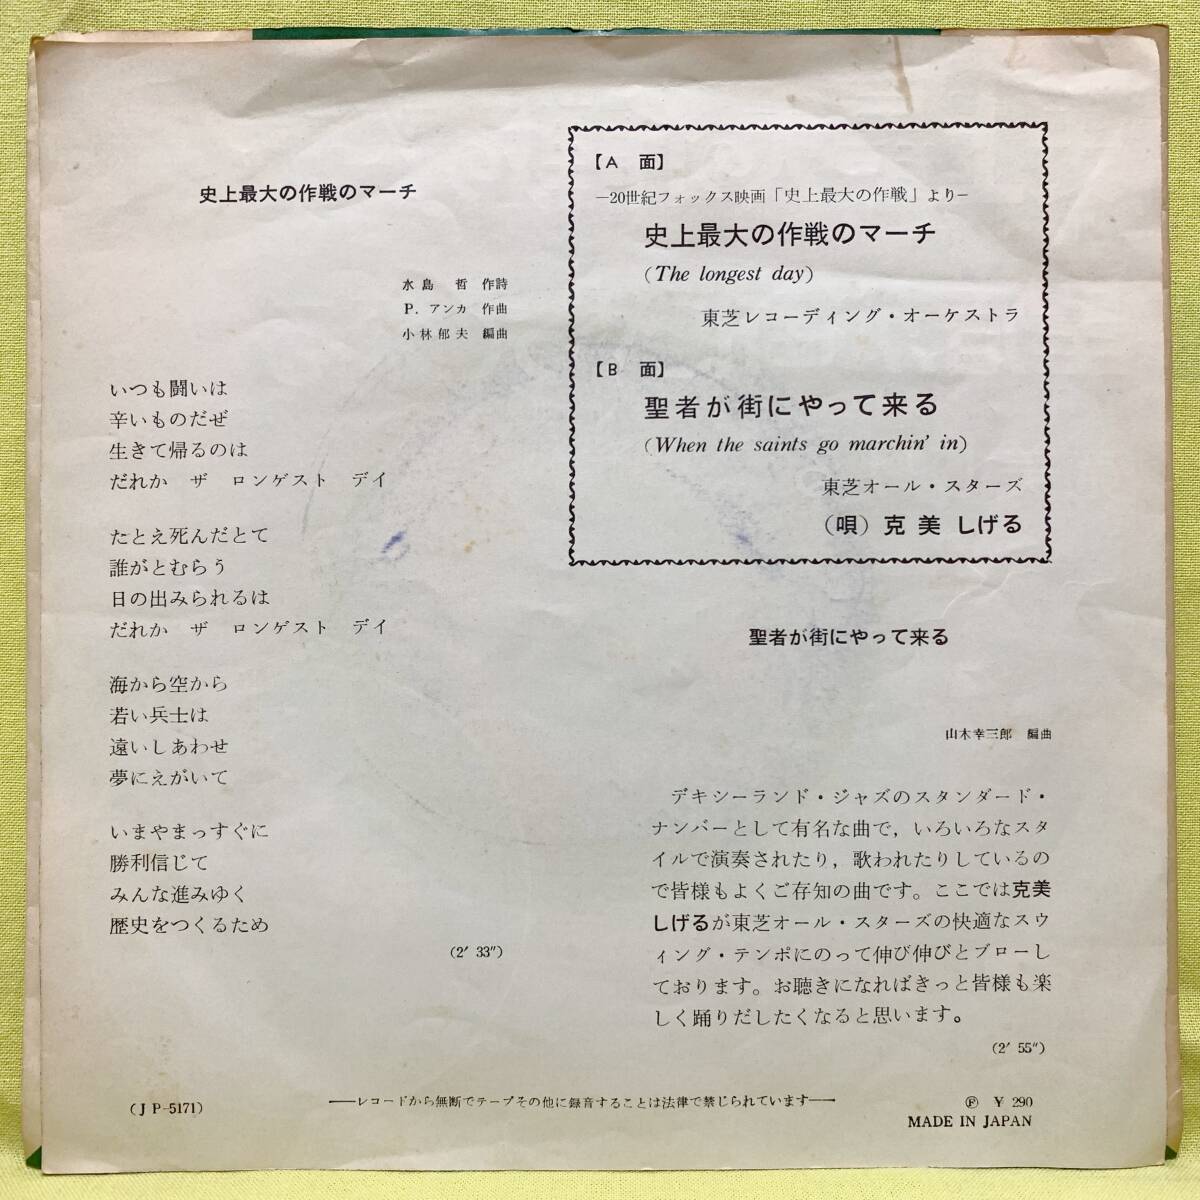 史上最大の作戦のマーチ
水島 哲 作詩
P. アンカ 作曲
小林郁夫 編曲
いつも闘いは
辛いものだぜ
生きて帰るのは
だれか ザ ロンゲスト デイ
たとえ死んだとて
誰がとむらう
日の出みられるは
だれか ザ ロンゲスト デイ
海から空から
若い兵士は
遠いしあわせ
夢にえがいて
いまやまっすぐに
勝利信じて
みんな進みゆく
歴史をつくるため
(2′ 33″)
【A 面】
—20世紀フォックス映画「史上最大の作戦」より—
史上最大の作戦のマーチ
(The longest day)
東芝レコーディング・オーケストラ
【B 面】
聖者が街にやって来る
(When the saints go marchin' in)
東芝オール・スターズ
(唄) 克美しげる
聖者が街にやって来る
山木幸三郎 編曲
デキシーランド・ジャズのスタンダード・
ナンバーとして有名な曲で,いろいろなスタ
イルで演奏されたり,歌われたりしているの
で皆様もよくご存知の曲です。ここでは克美
しげるが東芝オール・スターズの快適なスウ
ィング・テンポにのって伸び伸びとブローし
ております。お聴きになればきっと皆様も楽
しく踊りだしたくなると思います。
(2′ 55″)
(JP-5171)
——レコードから無断でテープその他に録音することは法律で禁じられています——
Ⓟ ¥ 290
MADE IN JAPAN